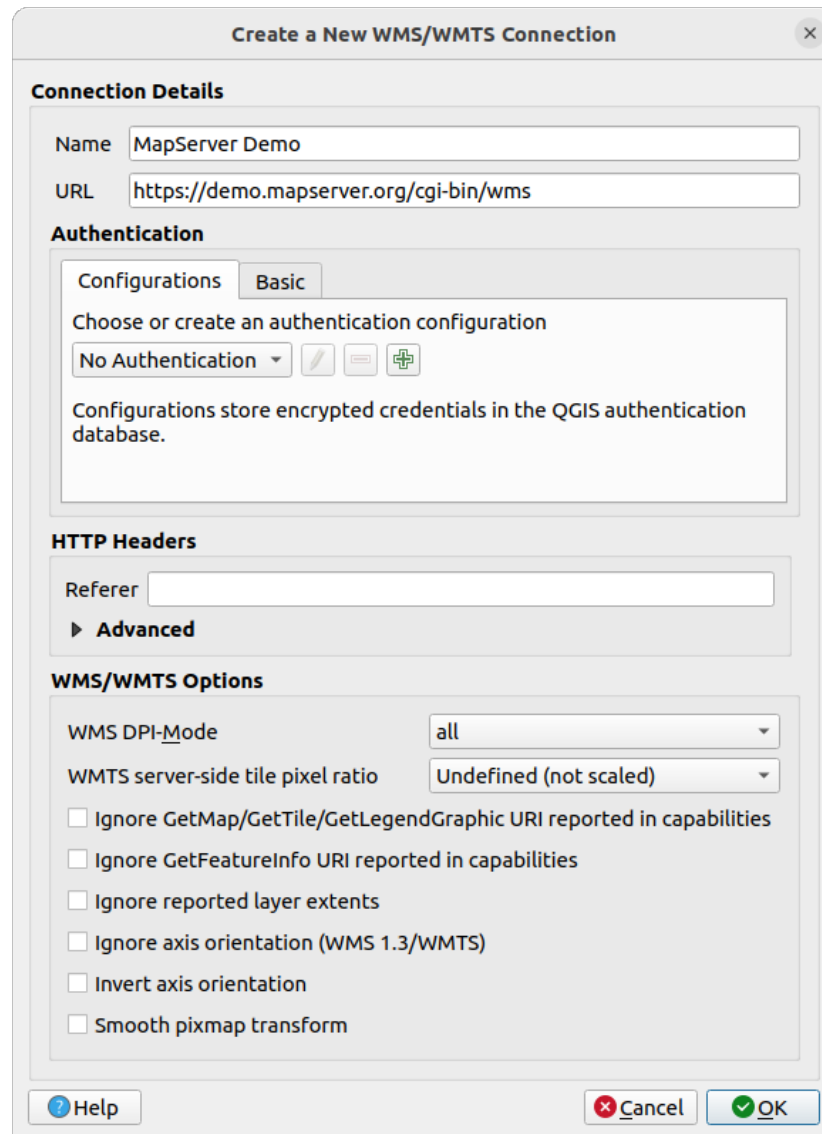 Create a New WMS/WMTS Connection
Connection Details
Name MapServer Demo
URL https://demo.mapserver.org/cgi-bin/wms
Authentication
Configurations Basic
Choose or create an authentication configuration
No Authentication
Configurations store encrypted credentials in the QGIS authentication
database.
HTTP Headers
Referer
Advanced
WMS/WMTS Options
WMS DPI-Mode all
WMTS server-side tile pixel ratio Undefined (not scaled)
Ignore GetMap/GetTile/GetLegendGraphic URI reported in capabilities
Ignore GetFeatureInfo URI reported in capabilities
Ignore reported layer extents
Ignore axis orientation (WMS 1.3/WMTS)
Invert axis orientation
Smooth pixmap transform
Help Cancel OK